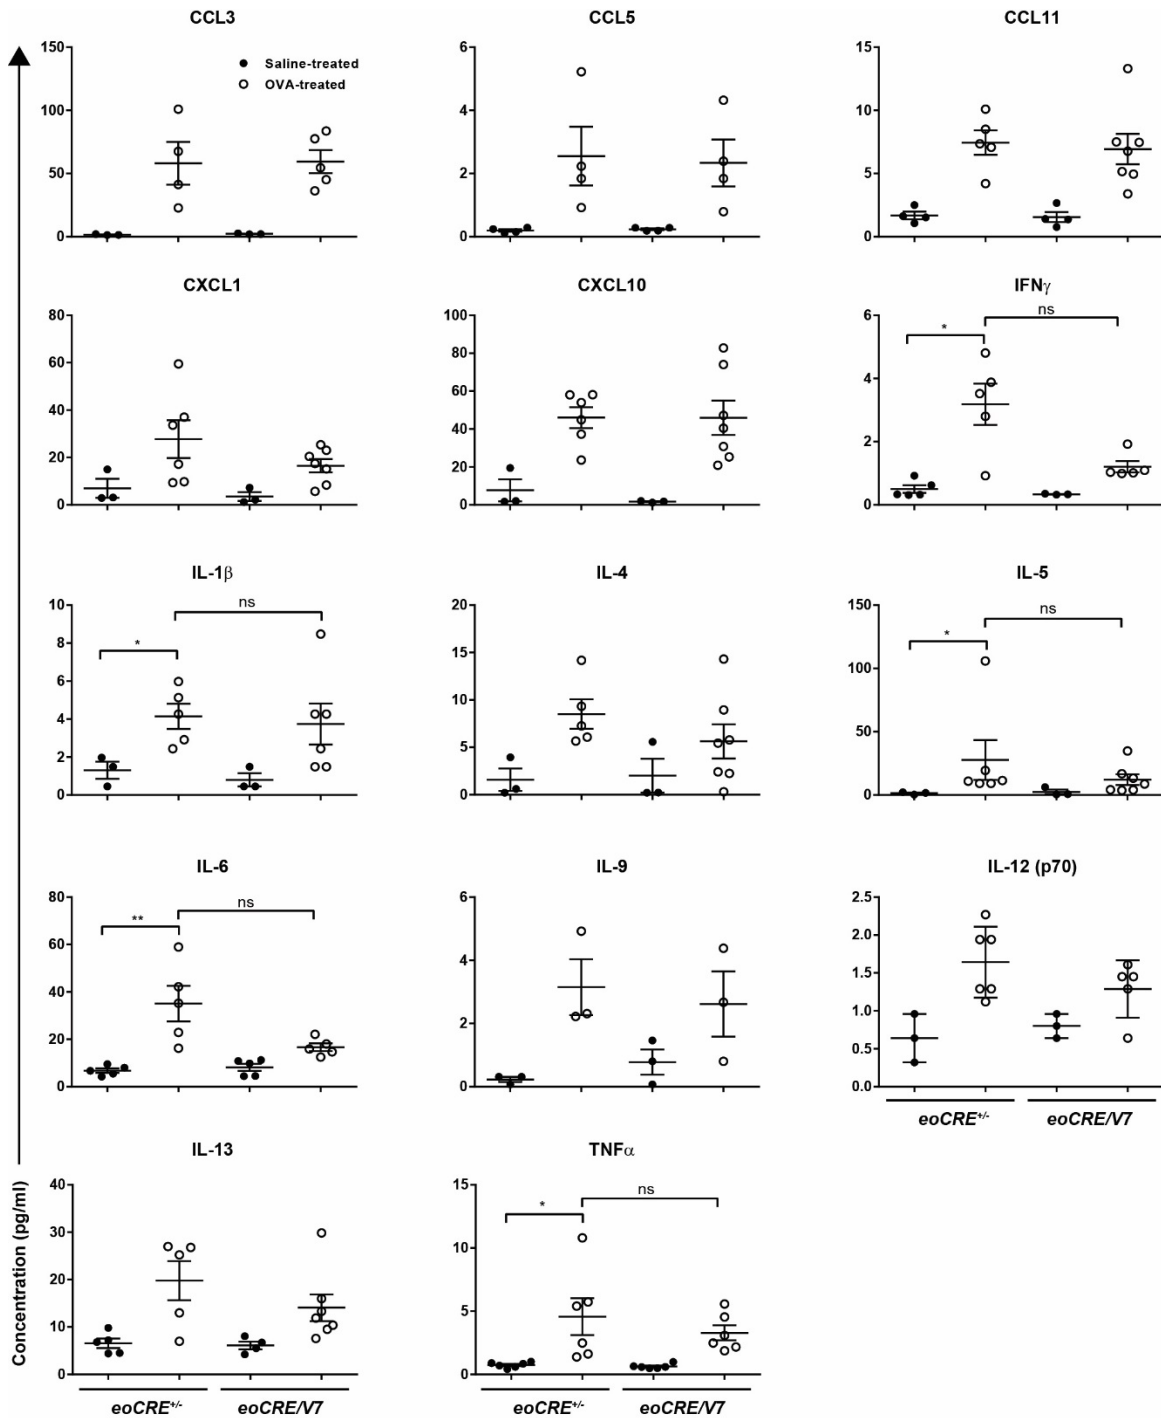 CCL3
CCL5
CCL11
150
100
50
0
Saline-treated
OVA-treated
6
4
2
0
15
10
5
0
CXCL1
CXCL10
IFNγ
80
60
40
20
0
100
80
60
40
20
0
6
4
2
0
*
ns
IL-1β
IL-4
IL-5
10
8
6
4
2
0
*
ns
20
15
10
5
0
150
100
50
0
*
ns
IL-6
IL-9
IL-12 (p70)
80
60
40
20
0
**
ns
6
4
2
0
2.5
2.0
1.5
1.0
0.5
0.0
eoCRE+/-
eoCRE/V7
IL-13
TNFα
40
30
20
10
0
eoCRE+/-
eoCRE/V7
15
10
5
0
*
ns
eoCRE+/-
eoCRE/V7
Concentration (pg/ml)